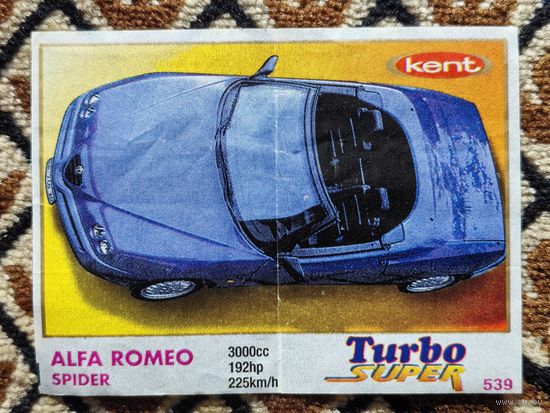 kent
ALFA ROMEO
SPIDER
3000cc
192hp
225km/h
Turbo
SUPER
539